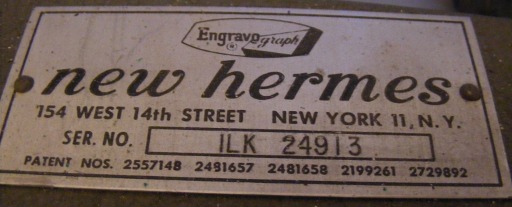 Engravograph
new hermes
154 WEST 14th STREET NEW YORK 11, N.Y.
SER. NO. ILK 24913
PATENT NOS. 2557148 2491657 2481658 2199261 2729892